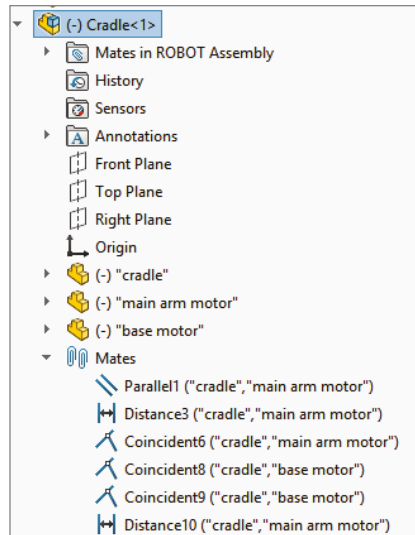 (-) Cradle<1>
Mates in ROBOT Assembly
History
Sensors
A Annotations
Front Plane
Top Plane
Right Plane
Origin
(-) "cradle"
(-) "main arm motor"
(-) "base motor"
Mates
Parallel1 ("cradle","main arm motor")
Distance3 ("cradle","main arm motor")
Coincident6 ("cradle","main arm motor")
Coincident8 ("cradle","base motor")
Coincident9 ("cradle","base motor")
Distance10 ("cradle","main arm motor")